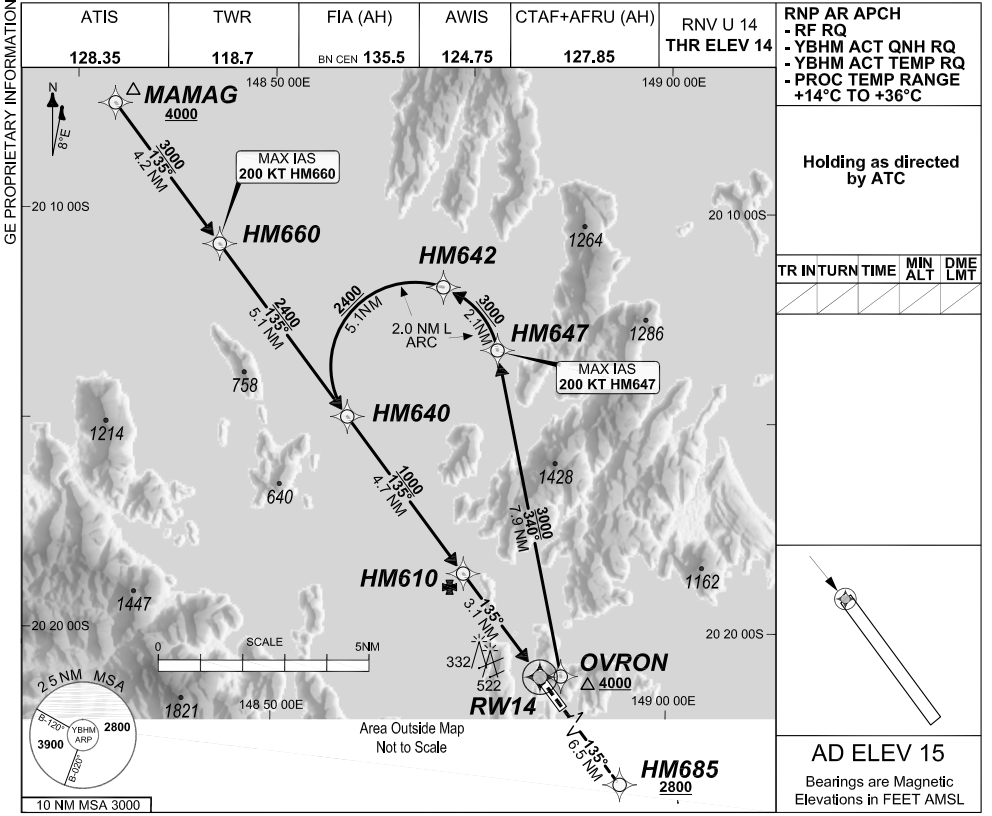 GE PROPRIETARY INFORMATION
ATIS
128.35
TWR
118.7
FIA (AH)
BN CEN 135.5
AWIS
124.75
CTAF+AFRU (AH)
127.85
RNV U 14
THR ELEV 14
RNP AR APCH
- RF RQ
- YBHM ACT QNH RQ
- YBHM ACT TEMP RQ
- PROC TEMP RANGE
+14°C TO +36°C
Holding as directed
by ATC
TR IN TURN TIME MIN ALT DME LMT
148 50 00E
149 00 00E
N
8°E
MAMAG
4000
3000
135°
4.2 NM
MAX IAS
200 KT HM660
20 10 00S
20 10 00S
HM660
1264
HM642
2400
135°
5.1 NM
2400
5.1NM
3000
2.1NM
2.0 NM L
ARC
HM647
1286
MAX IAS
200 KT HM647
758
HM640
1214
1428
640
1000
135°
4.7 NM
3000
340°
7.9 NM
HM610
1162
1447
135°
3.1 NM
20 20 00S
20 20 00S
SCALE
0
5NM
332
522
OVRON
4000
RW14
25 NM MSA
B-120°
YBHM
ARP
2800
3900
B-020°
1821
148 50 00E
149 00 00E
Area Outside Map
Not to Scale
135°
6.5 NM
HM685
2800
10 NM MSA 3000
AD ELEV 15
Bearings are Magnetic
Elevations in FEET AMSL